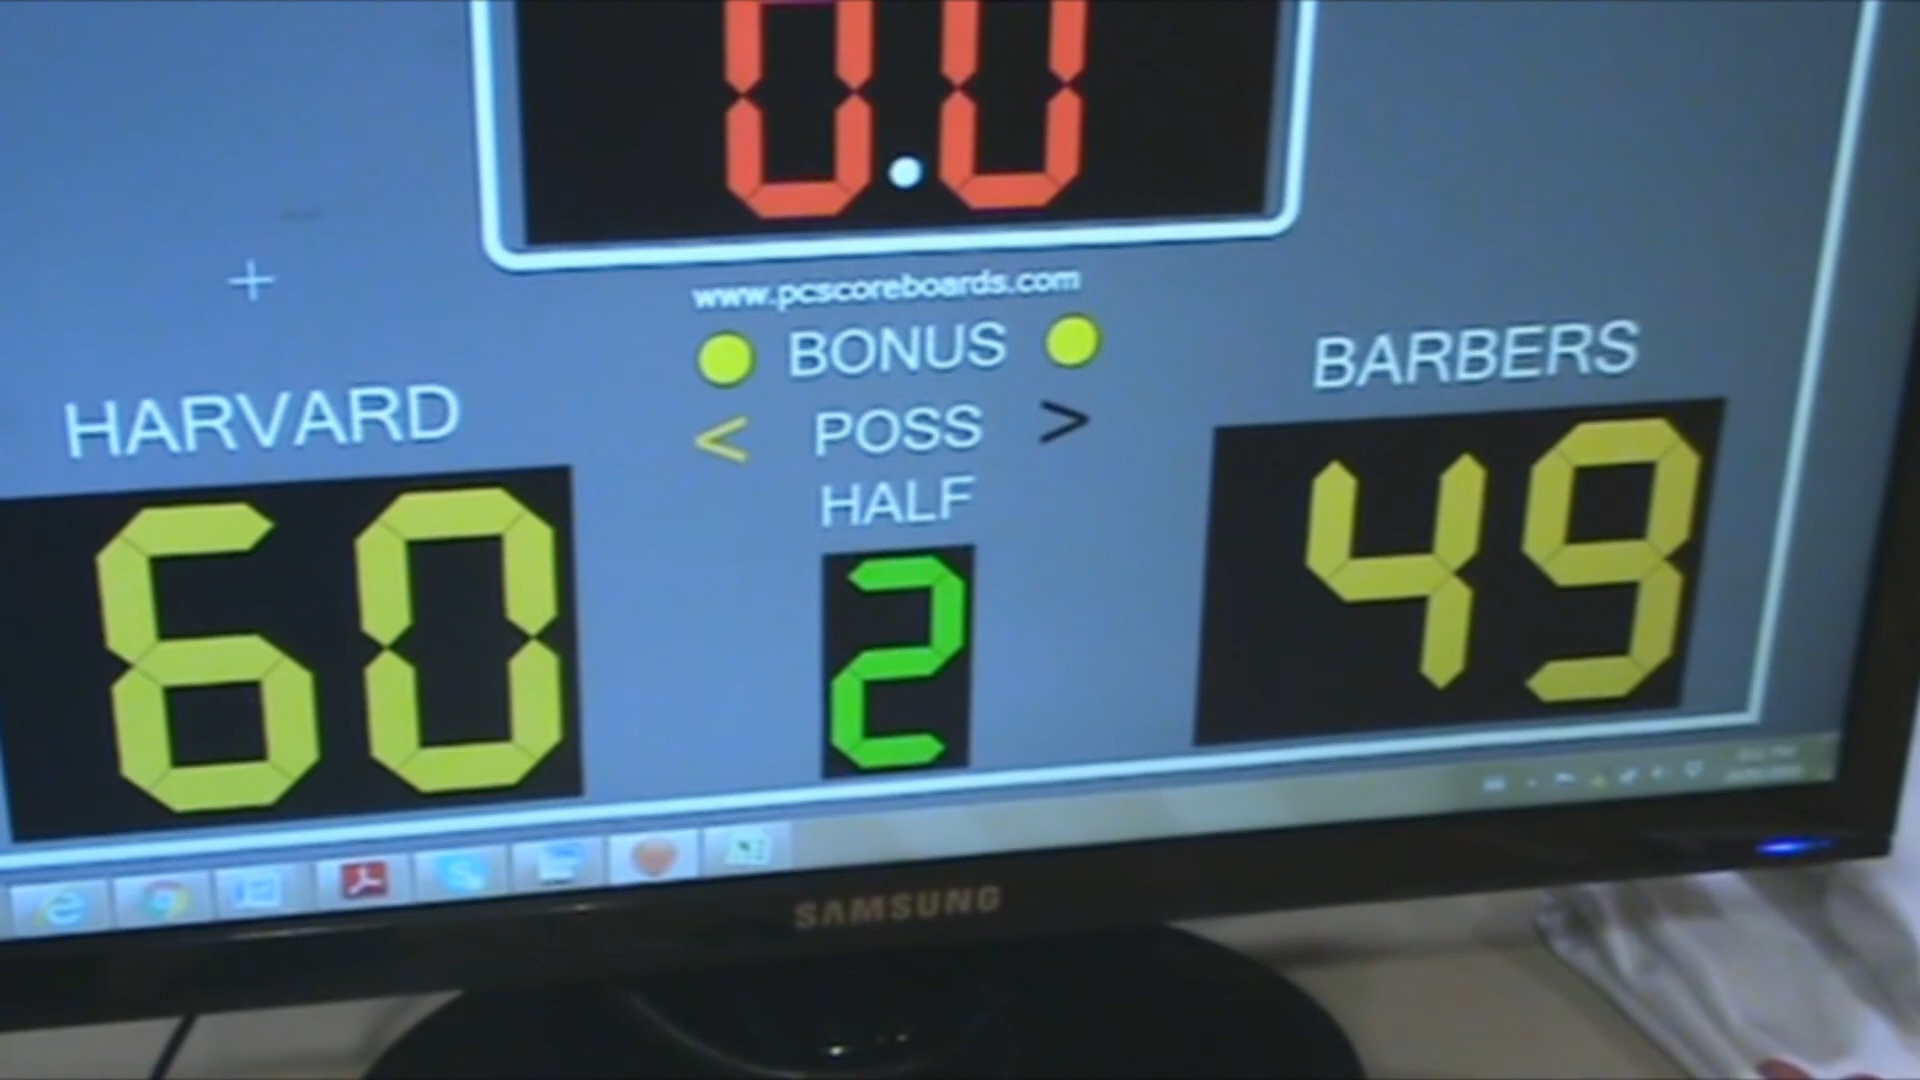 0.0
www.pcscoreboards.com
BONUS
HARVARD
< POSS >
BARBERS
HALF
60
2
49
SAMSUNG